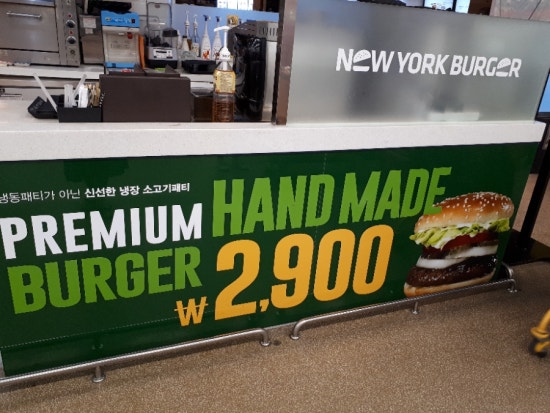 NEW YORK BURGER
냉동패티가 아닌 신선한 냉장 소고기패티
PREMIUM HAND MADE
BURGER ₩2,900